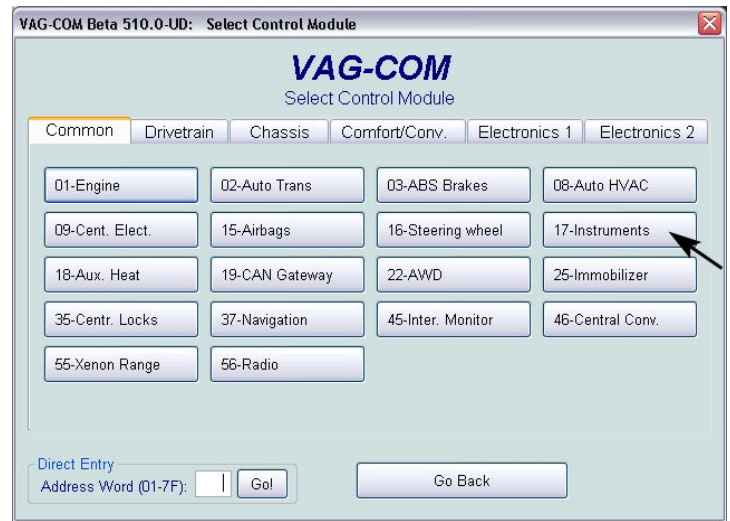 VAG-COM Beta 510.0-UD: Select Control Module
VAG-COM
Select Control Module
Common Drivetrain Chassis Comfort/Conv. Electronics 1 Electronics 2
01-Engine 02-Auto Trans 03-ABS Brakes 08-Auto HVAC
09-Cent. Elect. 15-Airbags 16-Steering wheel 17-Instruments
18-Aux. Heat 19-CAN Gateway 22-AWD 25-Immobilizer
35-Centr. Locks 37-Navigation 45-Inter. Monitor 46-Central Conv.
55-Xenon Range 56-Radio
Direct Entry
Address Word (01-7F): Go! Go Back